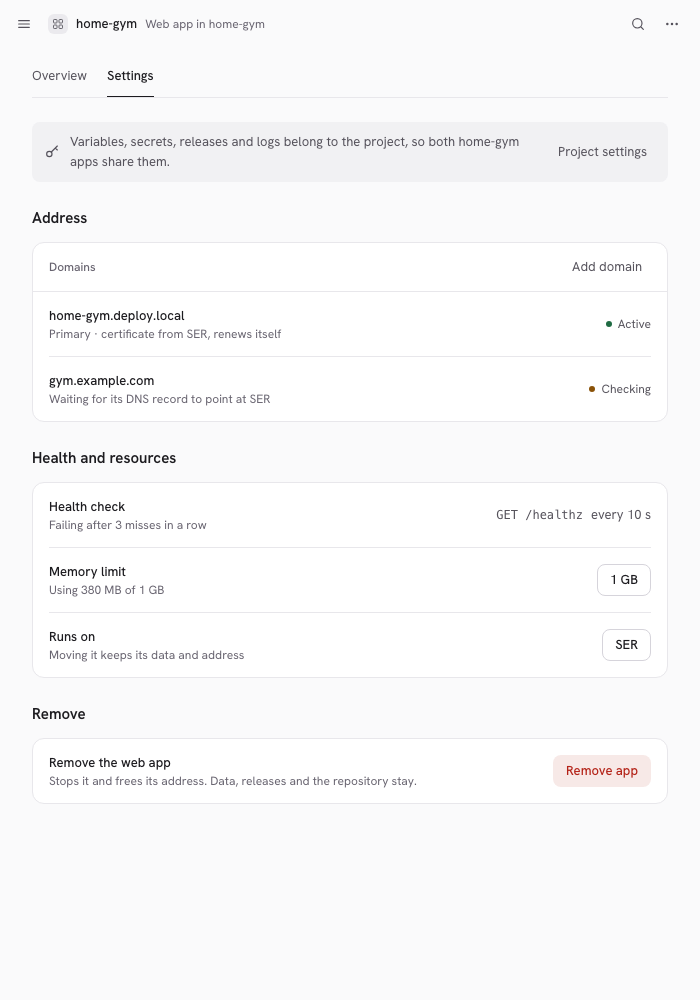 home-gym Web app in home-gym
Overview Settings
Variables, secrets, releases and logs belong to the project, so both home-gym
apps share them.
Project settings
Address
Domains Add domain
home-gym.deploy.local
Primary · certificate from SER, renews itself
Active
gym.example.com
Waiting for its DNS record to point at SER
Checking
Health and resources
Health check
Failing after 3 misses in a row
GET /healthz every 10 s
Memory limit
Using 380 MB of 1 GB
1 GB
Runs on
Moving it keeps its data and address
SER
Remove
Remove the web app
Stops it and frees its address. Data, releases and the repository stay.
Remove app